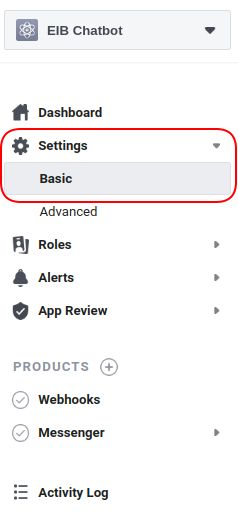 EIB Chatbot
Dashboard
Settings
Basic
Advanced
Roles
Alerts
App Review
PRODUCTS
Webhooks
Messenger
Activity Log